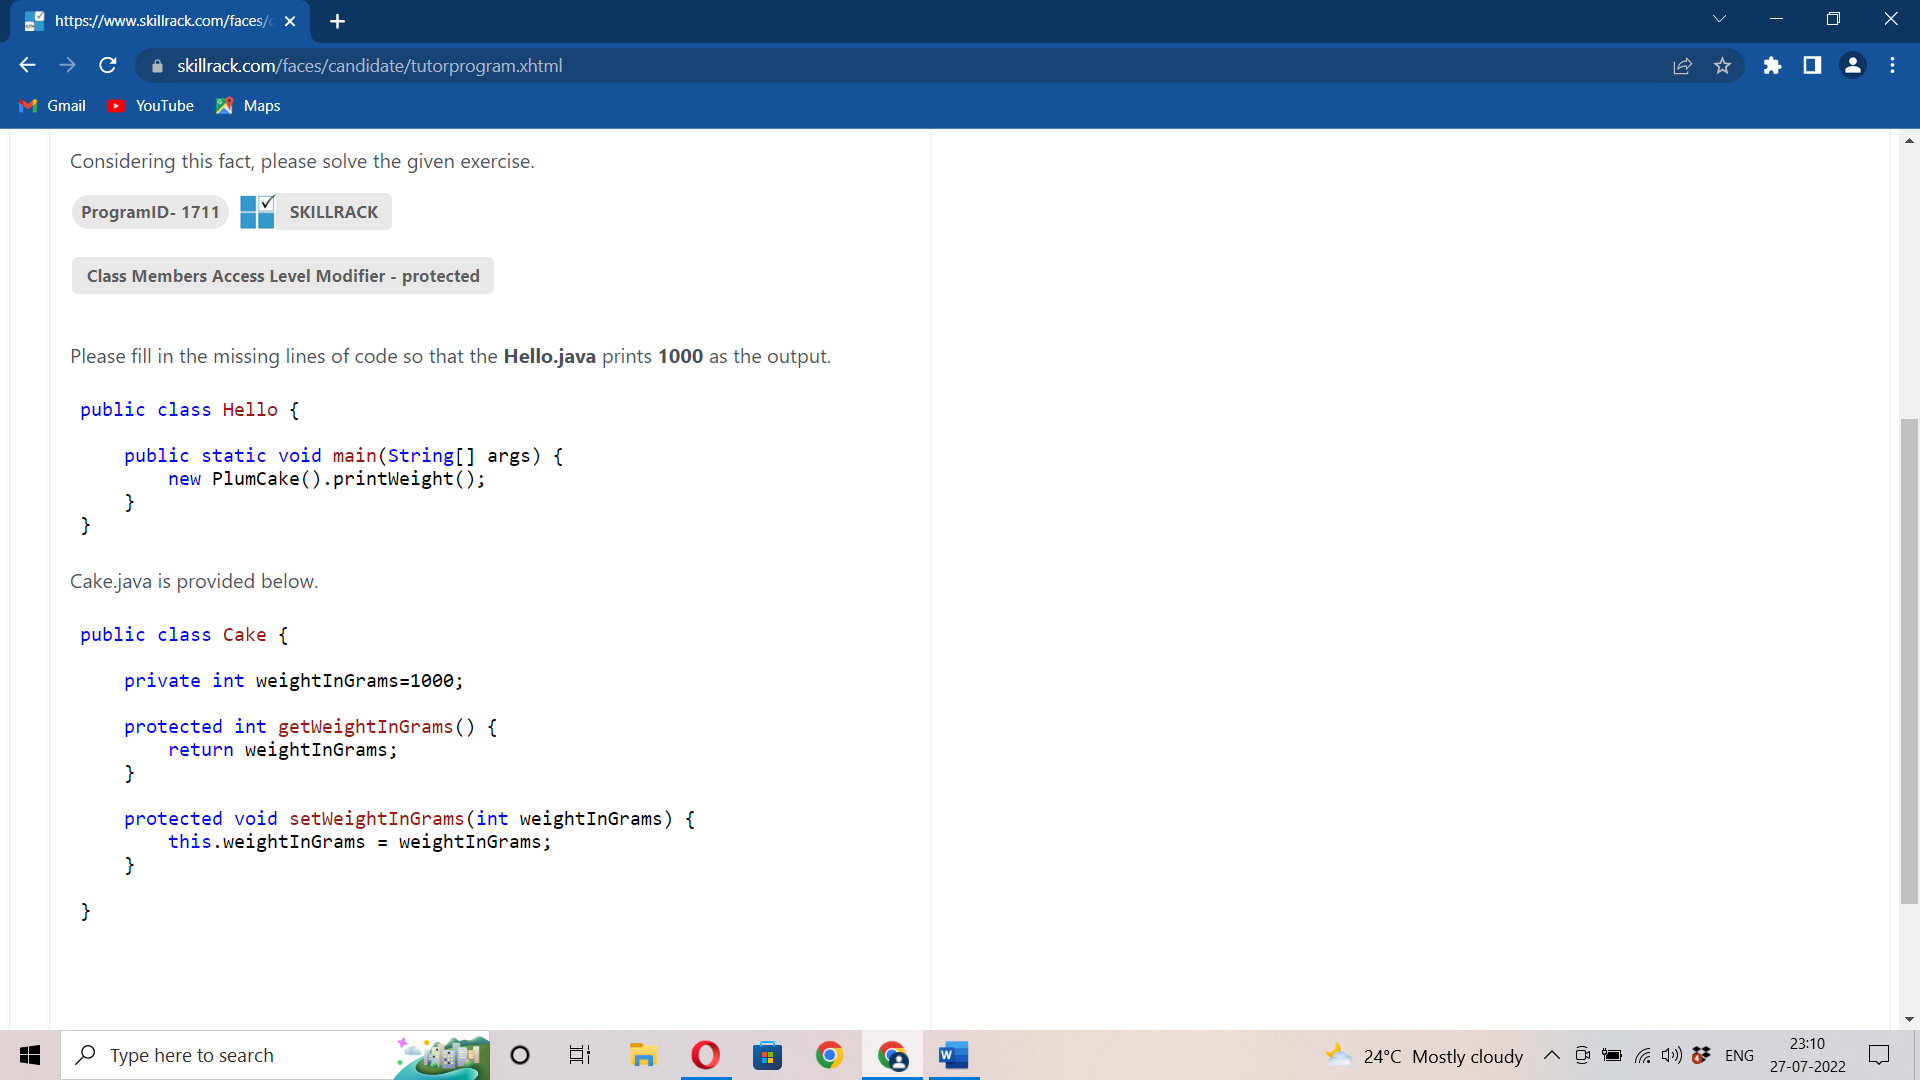 https://www.skillrack.com/faces/c
skillrack.com/faces/candidate/tutorprogram.xhtml
Gmail YouTube Maps
Considering this fact, please solve the given exercise.
ProgramID- 1711 SKILLRACK
Class Members Access Level Modifier - protected
Please fill in the missing lines of code so that the Hello.java prints 1000 as the output.
public class Hello {
public static void main(String[] args) {
new PlumCake().printWeight();
}
}
Cake.java is provided below.
public class Cake {
private int weightInGrams=1000;
protected int getWeightInGrams() {
return weightInGrams;
}
protected void setWeightInGrams(int weightInGrams) {
this.weightInGrams = weightInGrams;
}
}
Type here to search
24°C Mostly cloudy
ENG
23:10
27-07-2022